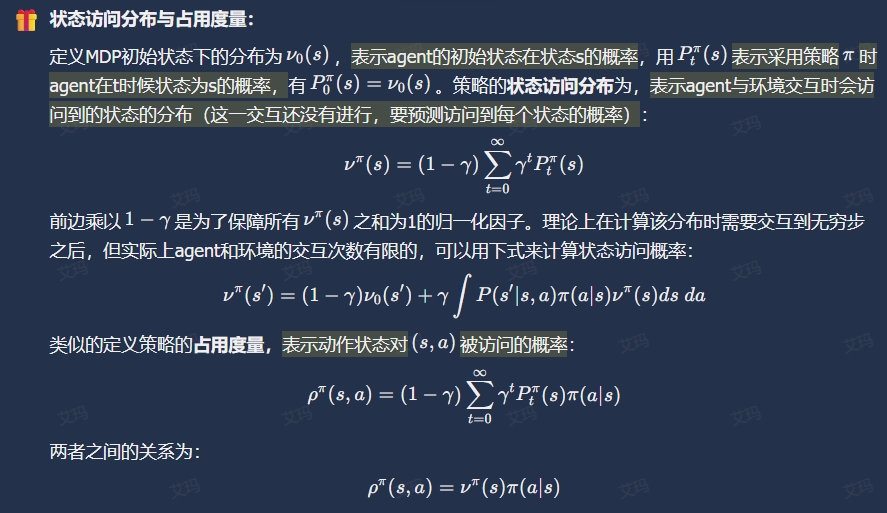 🎁 状态访问分布与占用度量：
定义MDP初始状态下的分布为 ν₀(s) ，表示agent的初始状态在状态s的概率，用 P_t^π(s) 表示采用策略 π 时
agent在t时候状态为s的概率，有 P_0^π(s) = ν₀(s) 。策略的状态访问分布为，表示agent与环境交互时会访
问到的状态的分布（这一交互还没有进行，要预测访问到每个状态的概率）：
ν^π(s) = (1 − γ) ∑_{t=0}^{∞} γ^t P_t^π(s)
前边乘以 1 − γ 是为了保障所有 ν^π(s) 之和为1的归一化因子。理论上在计算该分布时需要交互到无穷步
之后，但实际上agent和环境的交互次数有限的，可以用下式来计算状态访问概率：
ν^π(s′) = (1 − γ)ν₀(s′) + γ ∫ P(s′|s, a)π(a|s)ν^π(s)ds da
类似的定义策略的占用度量，表示动作状态对 (s, a) 被访问的概率：
ρ^π(s, a) = (1 − γ) ∑_{t=0}^{∞} γ^t P_t^π(s)π(a|s)
两者之间的关系为：
ρ^π(s, a) = ν^π(s)π(a|s)
艾玛